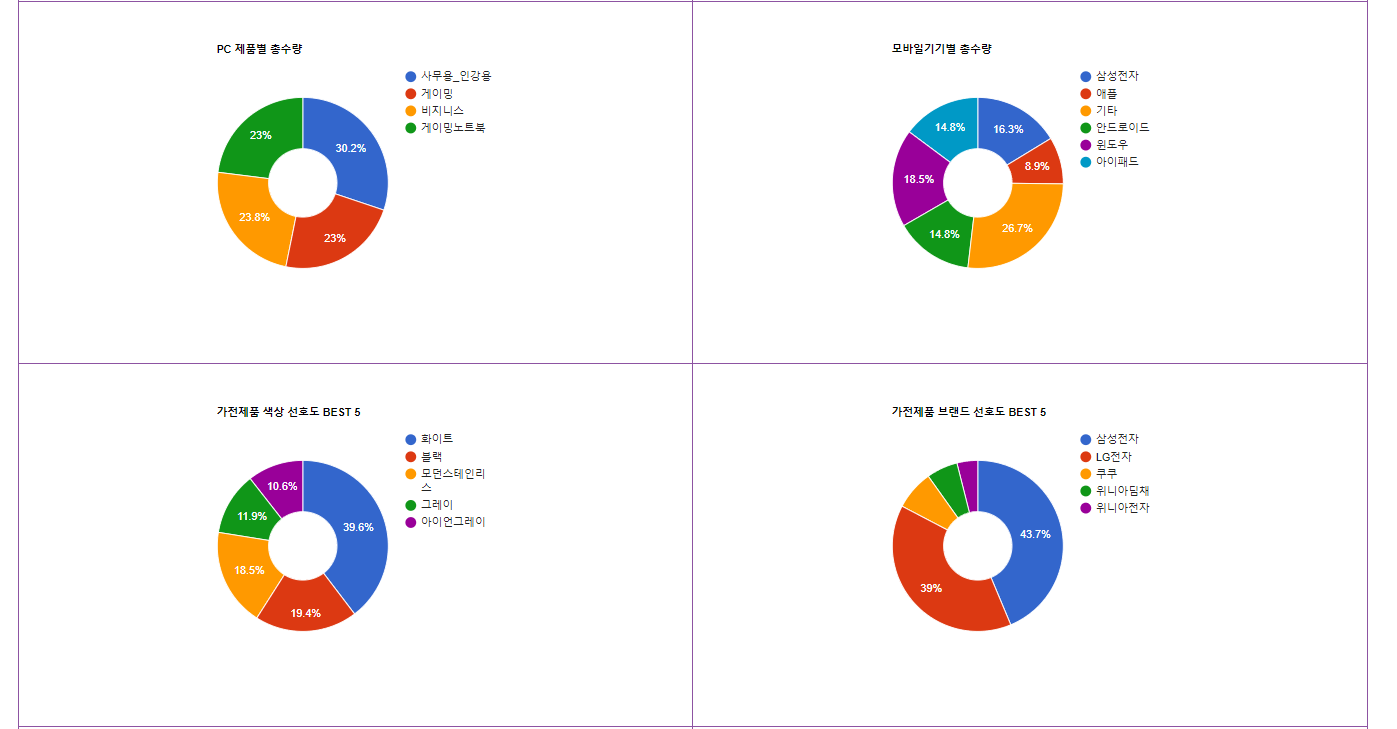 PC 제품별 총수량
사무용_인강용
게이밍
비지니스
게이밍노트북
23%
30.2%
23.8%
23%
모바일기기별 총수량
삼성전자
애플
기타
안드로이드
윈도우
아이패드
14.8%
16.3%
8.9%
18.5%
26.7%
14.8%
가전제품 색상 선호도 BEST 5
화이트
블랙
모던스테인리
스
그레이
아이언그레이
10.6%
11.9%
39.6%
18.5%
19.4%
가전제품 브랜드 선호도 BEST 5
삼성전자
LG전자
쿠쿠
위니아딤채
위니아전자
43.7%
39%